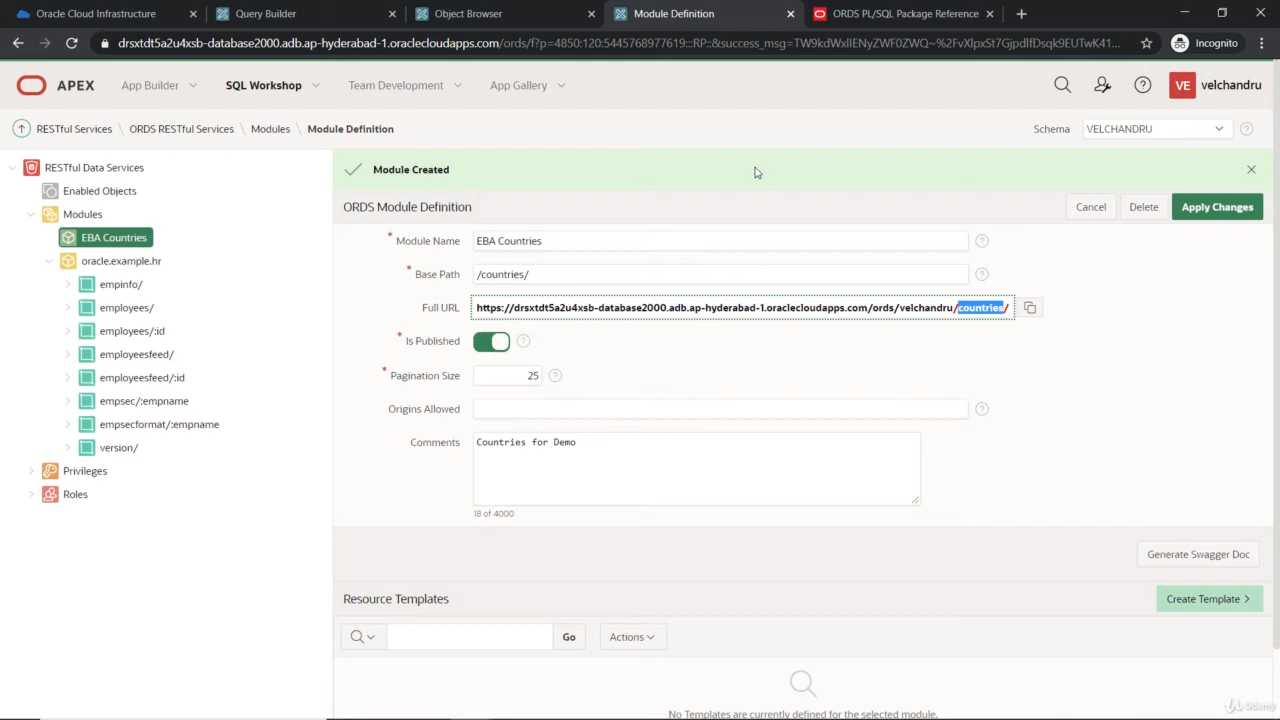 Oracle Cloud Infrastructure
Query Builder
Object Browser
Module Definition
ORDS PL/SQL Package Reference
drsxtdt5a2u4xsb-database2000.adb.ap-hyderabad-1.oraclecloudapps.com/ords/f?p=4850:120:5445768977619:::RP::&success_msg=
Incognito
APEX
App Builder
SQL Workshop
Team Development
App Gallery
VE
velchandru
RESTful Services \ ORDS RESTful Services \ Modules \ Module Definition
Schema
VELCHANDRU
RESTful Data Services
Enabled Objects
Modules
EBA Countries
oracle.example.hr
empinfo/
employees/
employees/:id
employeesfeed/
employeesfeed/:id
empsec/:empname
empsecformat/:empname
version/
Privileges
Roles
Module Created
ORDS Module Definition
Cancel
Delete
Apply Changes
* Module Name
EBA Countries
* Base Path
/countries/
Full URL
https://drsxtdt5a2u4xsb-database2000.adb.ap-hyderabad-1.oraclecloudapps.com/ords/velchandru/countries/
* Is Published
* Pagination Size
25
Origins Allowed
Comments
Countries for Demo
18 of 4000
Generate Swagger Doc
Resource Templates
Create Template >
Go
Actions
No Templates are currently defined for the selected module.
Udemy